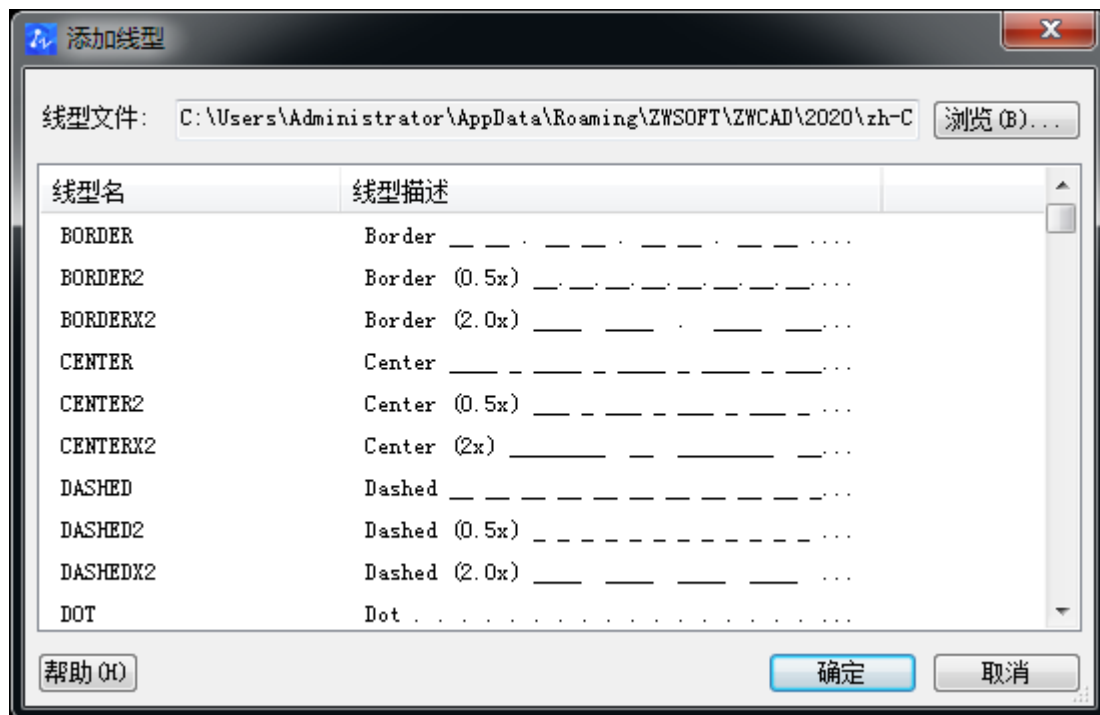 添加线型
线型文件: C:\Users\Administrator\AppData\Roaming\ZWSOFT\ZWCAD\2020\zh-C 浏览(B)...
线型名 线型描述
BORDER Border __ __ . __ __ . __ __ . __ __ ....
BORDER2 Border (0.5x) __.__.__.__.__.__.__.__....
BORDERX2 Border (2.0x) ____ ____ . ____ ___...
CENTER Center ____ _ ____ _ ____ _ ____ _ ___...
CENTER2 Center (0.5x) ___ _ ___ _ ___ _ ___ _ ...
CENTERX2 Center (2x) ________ __ ________ __...
DASHED Dashed __ __ __ __ __ __ __ __ __ __ _...
DASHED2 Dashed (0.5x) _ _ _ _ _ _ _ _ _ _ _ _ ...
DASHEDX2 Dashed (2.0x) ____ ____ ____ ____ ...
DOT Dot . . . . . . . . . . . . . . . . . . ...
帮助(H) 确定 取消